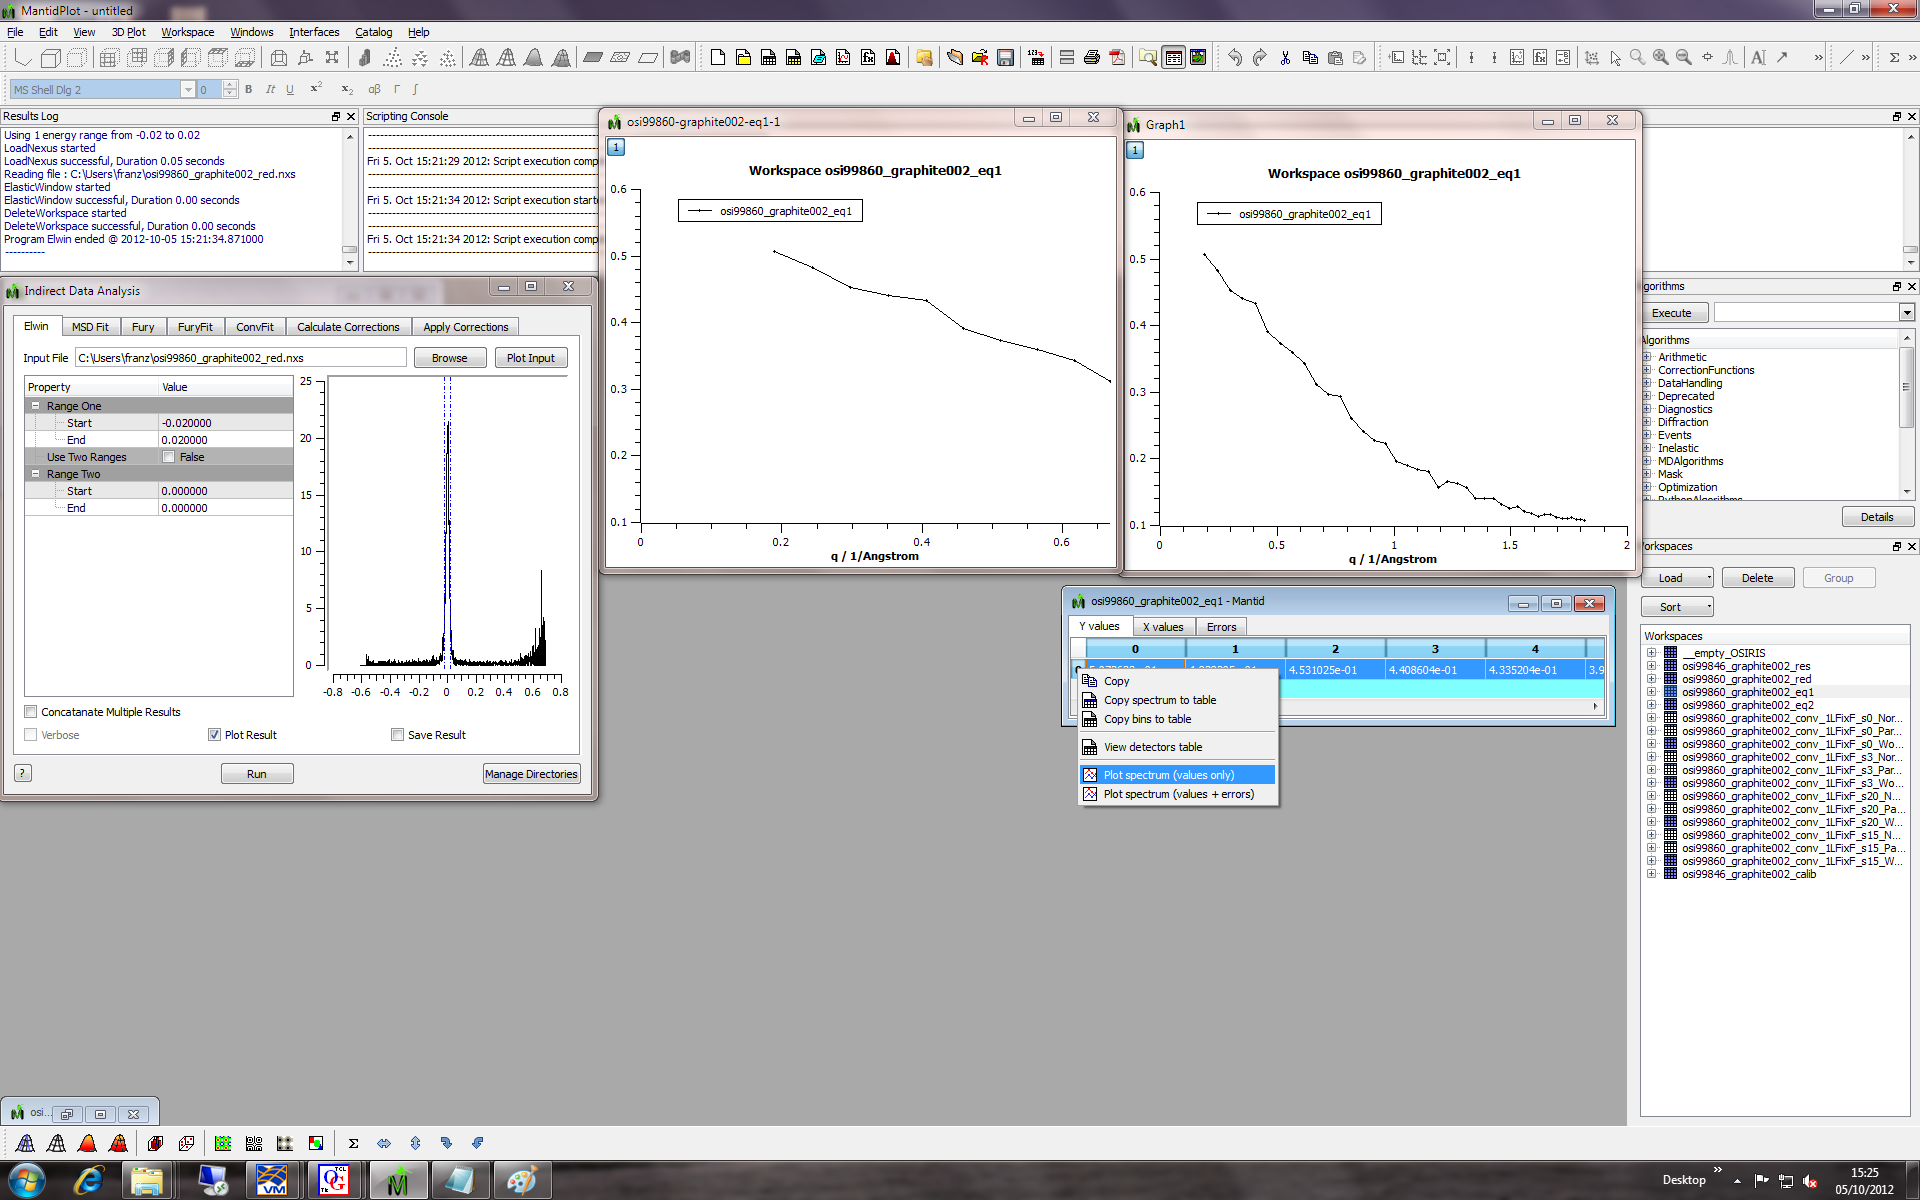 MantidPlot - untitled
File Edit View 3D Plot Workspace Windows Interfaces Catalog Help
MS Shell Dlg 2 0 B It U x² x₂ αβ Γ ∫
Results Log
Using 1 energy range from -0.02 to 0.02
LoadNexus started
LoadNexus successful, Duration 0.05 seconds
Reading file : C:\Users\franz\osi99860_graphite002_red.nxs
ElasticWindow started
ElasticWindow successful, Duration 0.00 seconds
DeleteWorkspace started
DeleteWorkspace successful, Duration 0.00 seconds
Program Elwin ended @ 2012-10-05 15:21:34.871000
----------
Scripting Console
Fri 5. Oct 15:21:29 2012: Script execution comp
Fri 5. Oct 15:21:34 2012: Script execution starte
Fri 5. Oct 15:21:34 2012: Script execution comp
osi99860-graphite002-eq1-1
1
Workspace osi99860_graphite002_eq1
osi99860_graphite002_eq1
0.6
0.5
0.4
0.3
0.2
0.1
0 0.2 0.4 0.6
q / 1/Angstrom
Graph1
1
Workspace osi99860_graphite002_eq1
osi99860_graphite002_eq1
0.6
0.5
0.4
0.3
0.2
0.1
0 0.5 1 1.5 2
q / 1/Angstrom
Indirect Data Analysis
Elwin MSD Fit Fury FuryFit ConvFit Calculate Corrections Apply Corrections
Input File C:\Users\franz\osi99860_graphite002_red.nxs Browse Plot Input
Property Value
Range One
Start -0.020000
End 0.020000
Use Two Ranges False
Range Two
Start 0.000000
End 0.000000
25
20
15
10
5
0
-0.8 -0.6 -0.4 -0.2 0 0.2 0.4 0.6 0.8
Concatanate Multiple Results
Verbose Plot Result Save Result
? Run Manage Directories
osi99860_graphite002_eq1 - Mantid
Y values X values Errors
0 1 2 3 4
4.531025e-01 4.408604e-01 4.335204e-01 3.9
Copy
Copy spectrum to table
Copy bins to table
View detectors table
Plot spectrum (values only)
Plot spectrum (values + errors)
gorithms
Execute
Algorithms
Arithmetic
CorrectionFunctions
DataHandling
Deprecated
Diagnostics
Diffraction
Events
Inelastic
MDAlgorithms
Mask
Optimization
PythonAlgorithms
Details
orkspaces
Load Delete Group
Sort
Workspaces
__empty_OSIRIS
osi99846_graphite002_res
osi99860_graphite002_red
osi99860_graphite002_eq1
osi99860_graphite002_eq2
osi99860_graphite002_conv_1LFixF_s0_Nor...
osi99860_graphite002_conv_1LFixF_s0_Par...
osi99860_graphite002_conv_1LFixF_s0_Wo...
osi99860_graphite002_conv_1LFixF_s3_Nor...
osi99860_graphite002_conv_1LFixF_s3_Par...
osi99860_graphite002_conv_1LFixF_s3_Wo...
osi99860_graphite002_conv_1LFixF_s20_N...
osi99860_graphite002_conv_1LFixF_s20_Pa...
osi99860_graphite002_conv_1LFixF_s20_W...
osi99860_graphite002_conv_1LFixF_s15_N...
osi99860_graphite002_conv_1LFixF_s15_Pa...
osi99860_graphite002_conv_1LFixF_s15_W...
osi99846_graphite002_calib
osi...
Desktop
15:25
05/10/2012